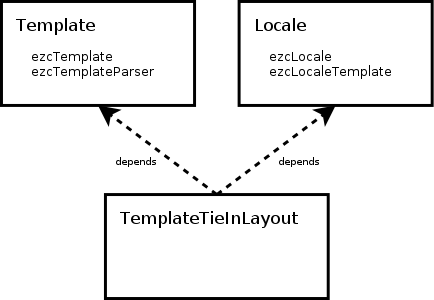 Template
ezcTemplate
ezcTemplateParser
Locale
ezcLocale
ezcLocaleTemplate
depends
depends
TemplateTieInLayout